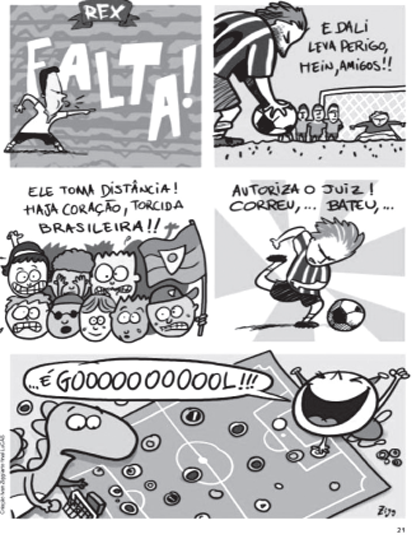 REX
FALTA!
E DALI
LEVA PERIGO,
HEIN, AMIGOS!!
ELE TOMA DISTÂNCIA!
HAJA CORAÇÃO, TORCIDA
BRASILEIRA!!
AUTORIZA O JUIZ!
CORREU,... BATEU,...
...É GOOOOOOOOOOL!!!
21